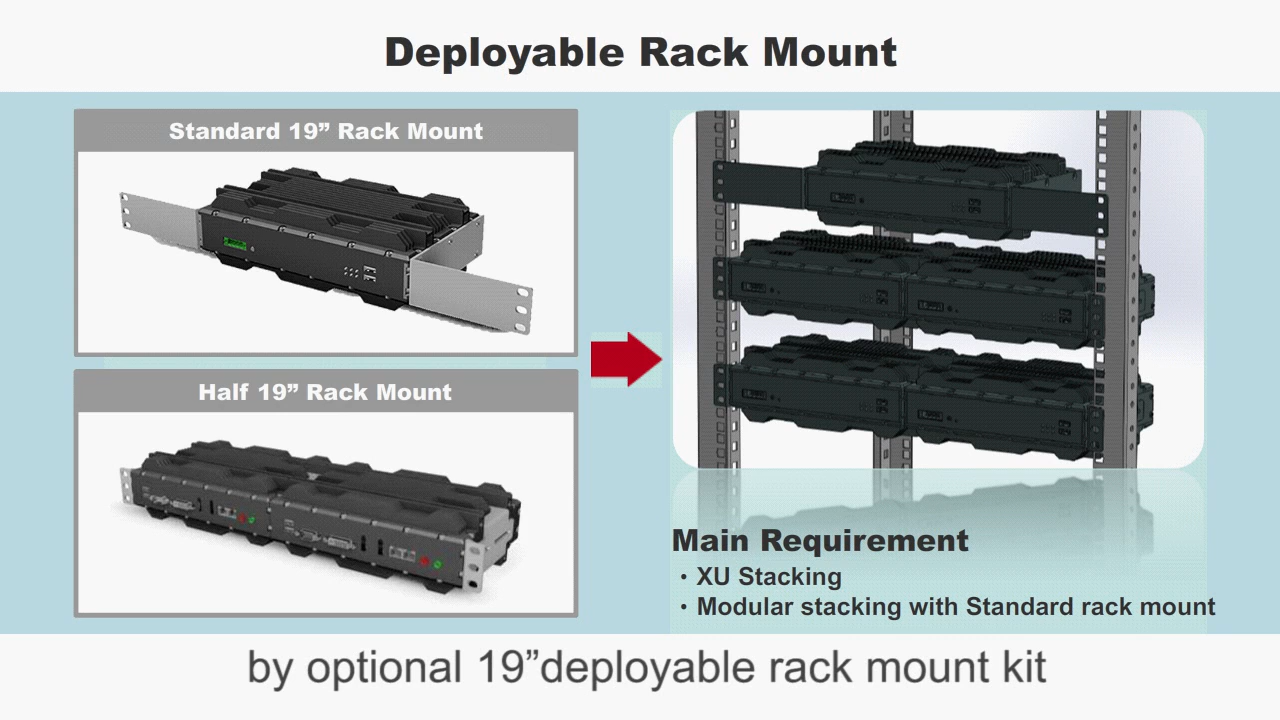 Deployable Rack Mount
Standard 19” Rack Mount
Half 19” Rack Mount
Main Requirement
· XU Stacking
· Modular stacking with Standard rack mount
by optional 19”deployable rack mount kit